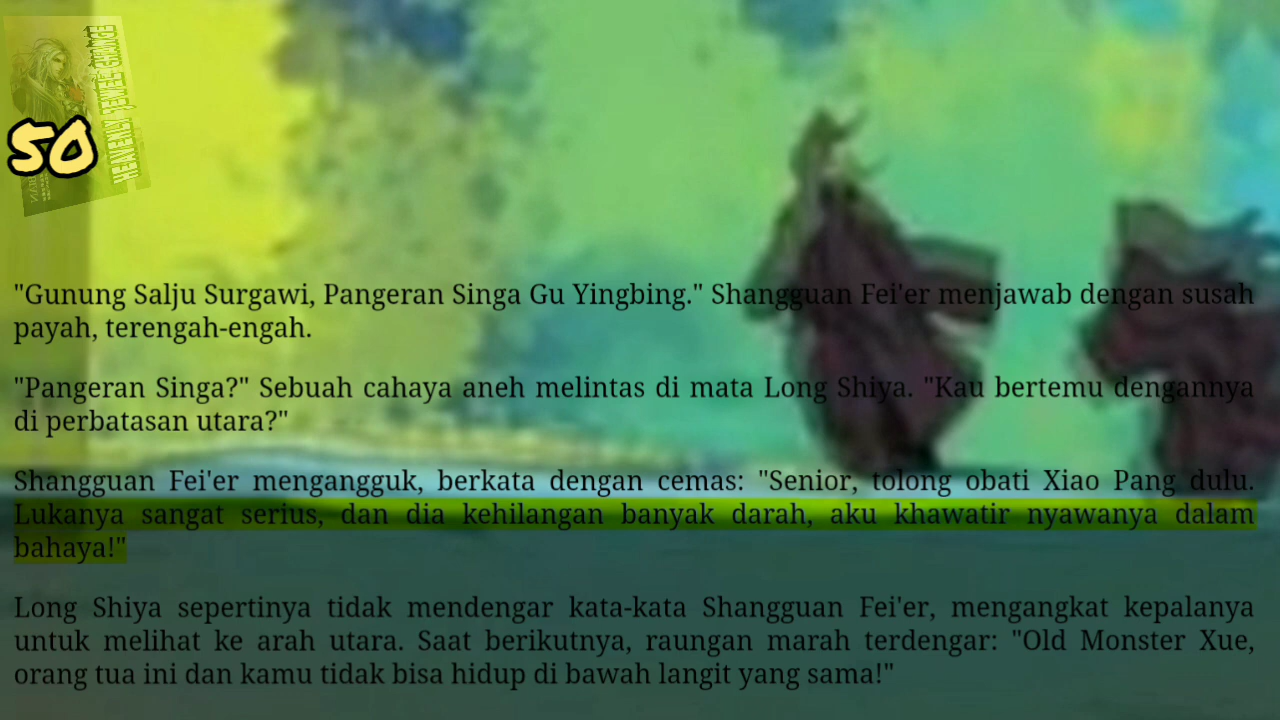 HEAVENLY JEWEL CHANGE
50
"Gunung Salju Surgawi, Pangeran Singa Gu Yingbing." Shangguan Fei'er menjawab dengan susah
payah, terengah-engah.
"Pangeran Singa?" Sebuah cahaya aneh melintas di mata Long Shiya. "Kau bertemu dengannya
di perbatasan utara?"
Shangguan Fei'er mengangguk, berkata dengan cemas: "Senior, tolong obati Xiao Pang dulu.
Lukanya sangat serius, dan dia kehilangan banyak darah, aku khawatir nyawanya dalam
bahaya!"
Long Shiya sepertinya tidak mendengar kata-kata Shangguan Fei'er, mengangkat kepalanya
untuk melihat ke arah utara. Saat berikutnya, raungan marah terdengar: "Old Monster Xue,
orang tua ini dan kamu tidak bisa hidup di bawah langit yang sama!"